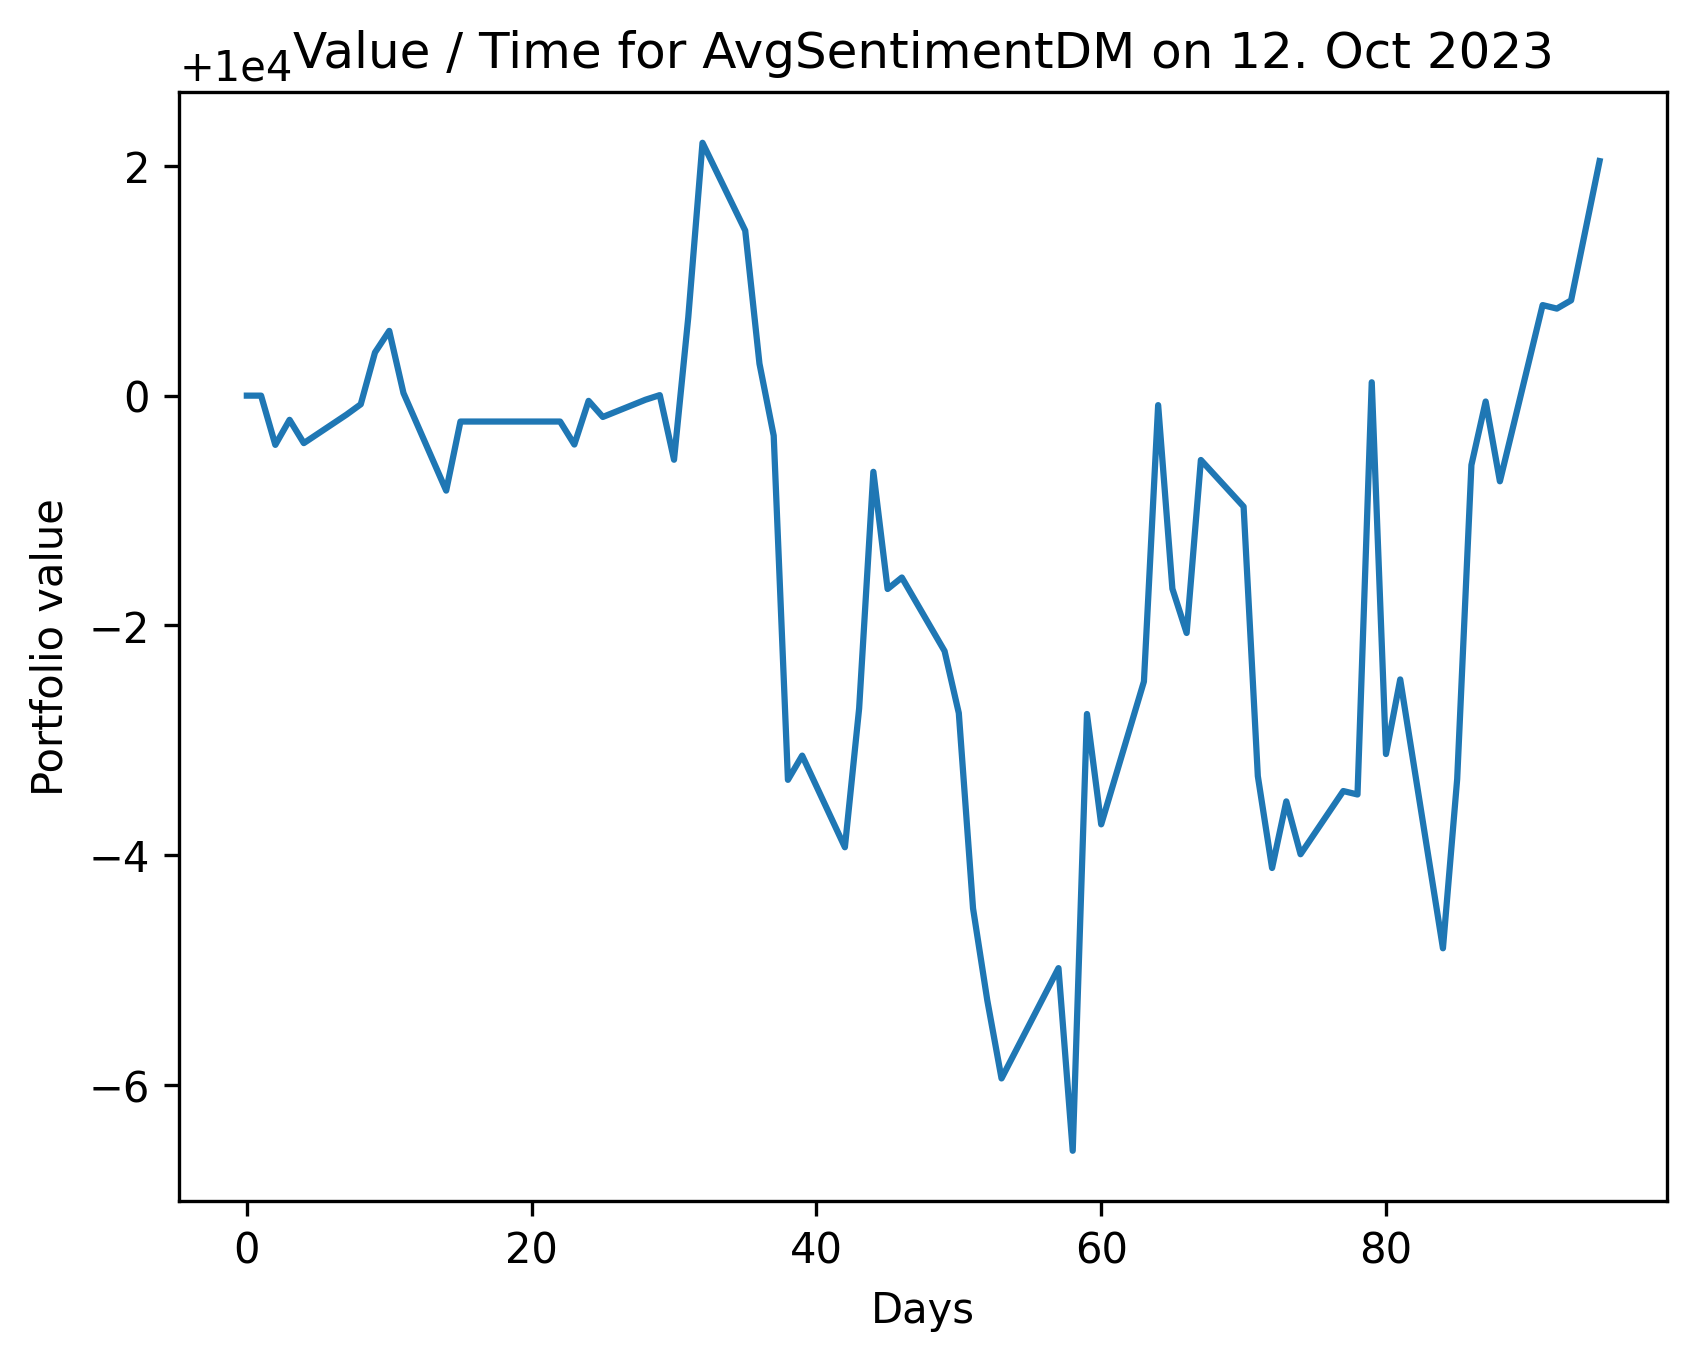 Value / Time for AvgSentimentDM on 12. Oct 2023
+1e4
2
0
−2
−4
−6
Portfolio value
0 20 40 60 80
Days